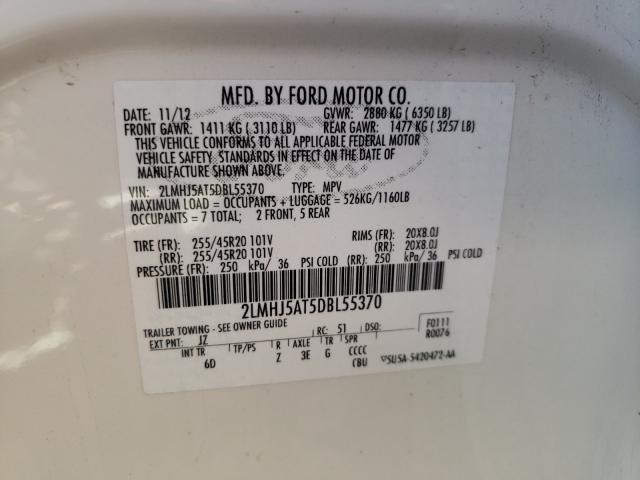 MFD. BY FORD MOTOR CO.
DATE: 11/12 GVWR: 2880 KG (6350 LB)
FRONT GAWR: 1411 KG (3110 LB) REAR GAWR: 1477 KG (3257 LB)
THIS VEHICLE CONFORMS TO ALL APPLICABLE FEDERAL MOTOR
VEHICLE SAFETY STANDARDS IN EFFECT ON THE DATE OF
MANUFACTURE SHOWN ABOVE.
VIN: 2LMHJ5AT5DBL55370 TYPE: MPV
MAXIMUM LOAD = OCCUPANTS + LUGGAGE = 526KG/1160LB
OCCUPANTS = 7 TOTAL; 2 FRONT, 5 REAR
TIRE (FR): 255/45R20 101V RIMS (FR): 20X8.0J
(RR): 255/45R20 101V (RR): 20X8.0J
PRESSURE (FR): 250 kPa/ 36 PSI COLD (RR): 250 kPa/ 36 PSI COLD
2LMHJ5AT5DBL55370
TRAILER TOWING - SEE OWNER GUIDE
EXT PNT: JZ RC: 51 DSO: F0111
R0076
INT TR TP/PS R AXLE TR SPR
6D Z 3E G CCCC
CBU ▽5U5A-5420472-AA